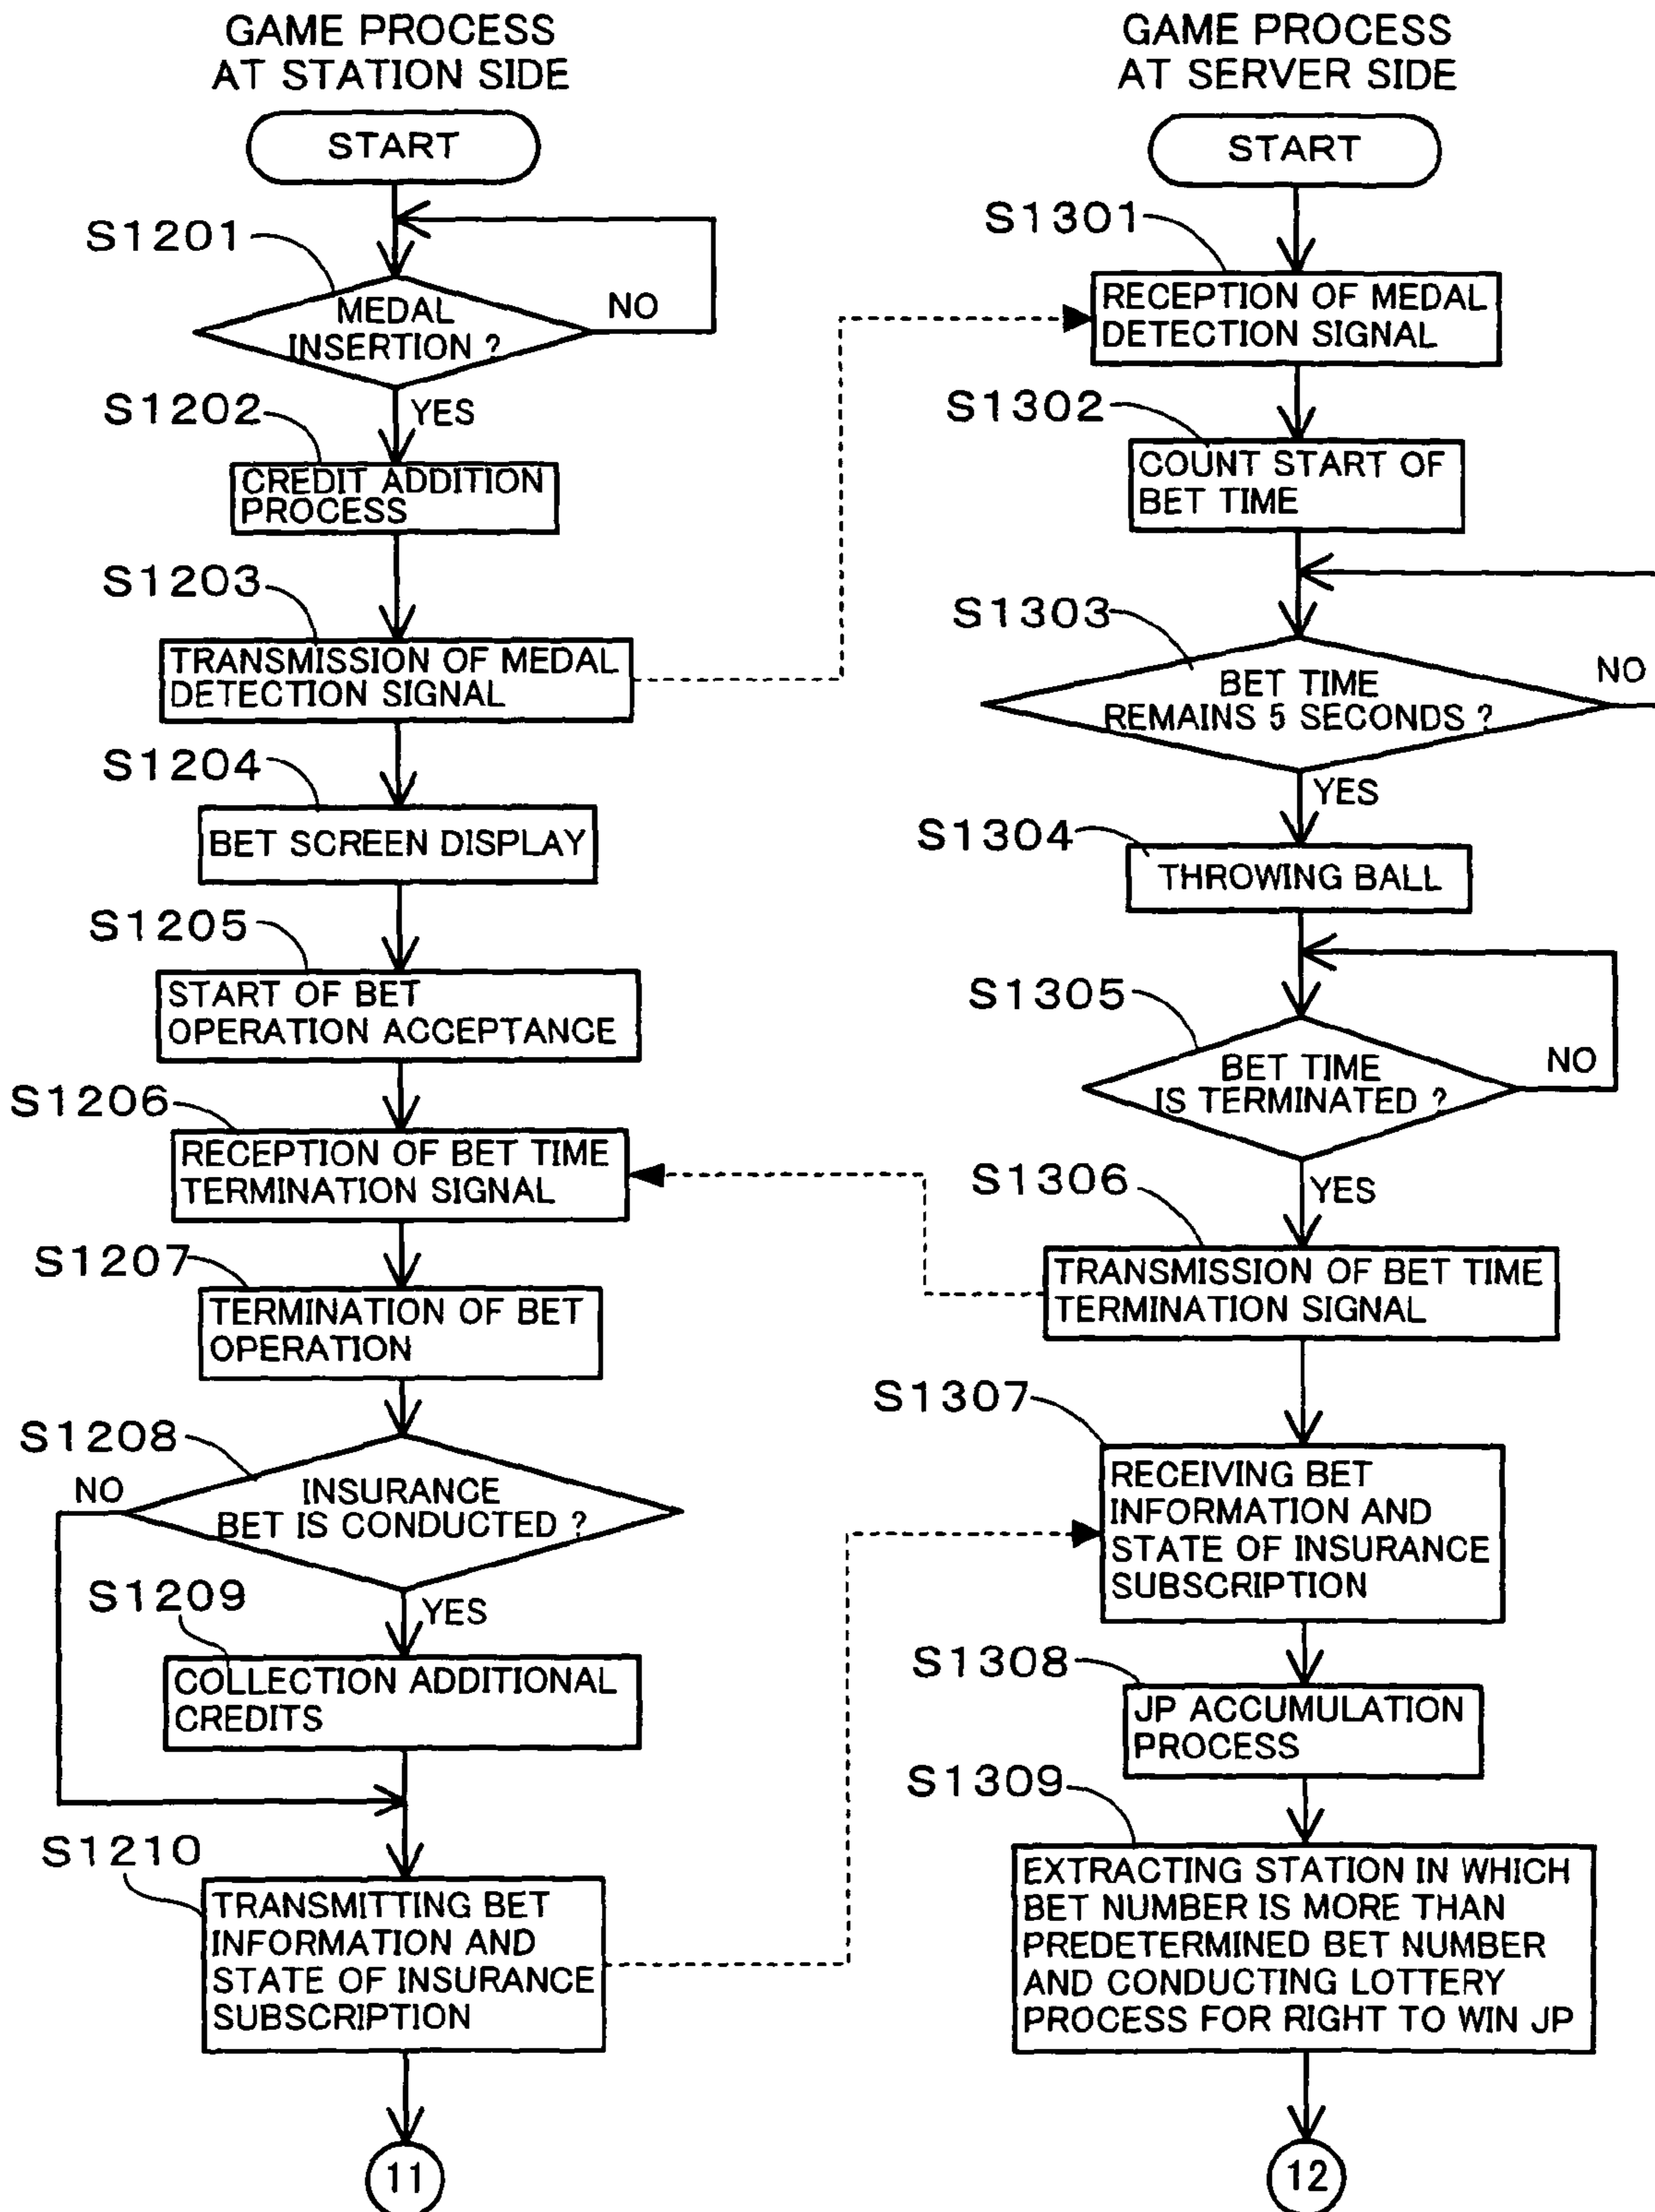 GAME PROCESS
AT STATION SIDE
START
S1201
MEDAL
INSERTION ?
NO
YES
S1202
CREDIT ADDITION
PROCESS
S1203
TRANSMISSION OF MEDAL
DETECTION SIGNAL
S1204
BET SCREEN DISPLAY
S1205
START OF BET
OPERATION ACCEPTANCE
S1206
RECEPTION OF BET TIME
TERMINATION SIGNAL
S1207
TERMINATION OF BET
OPERATION
S1208
NO
INSURANCE
BET IS CONDUCTED ?
YES
S1209
COLLECTION ADDITIONAL
CREDITS
S1210
TRANSMITTING BET
INFORMATION AND
STATE OF INSURANCE
SUBSCRIPTION
11
GAME PROCESS
AT SERVER SIDE
START
S1301
RECEPTION OF MEDAL
DETECTION SIGNAL
S1302
COUNT START OF
BET TIME
S1303
BET TIME
REMAINS 5 SECONDS ?
NO
YES
S1304
THROWING BALL
S1305
BET TIME
IS TERMINATED ?
NO
YES
S1306
TRANSMISSION OF BET TIME
TERMINATION SIGNAL
S1307
RECEIVING BET
INFORMATION AND
STATE OF INSURANCE
SUBSCRIPTION
S1308
JP ACCUMULATION
PROCESS
S1309
EXTRACTING STATION IN WHICH
BET NUMBER IS MORE THAN
PREDETERMINED BET NUMBER
AND CONDUCTING LOTTERY
PROCESS FOR RIGHT TO WIN JP
12